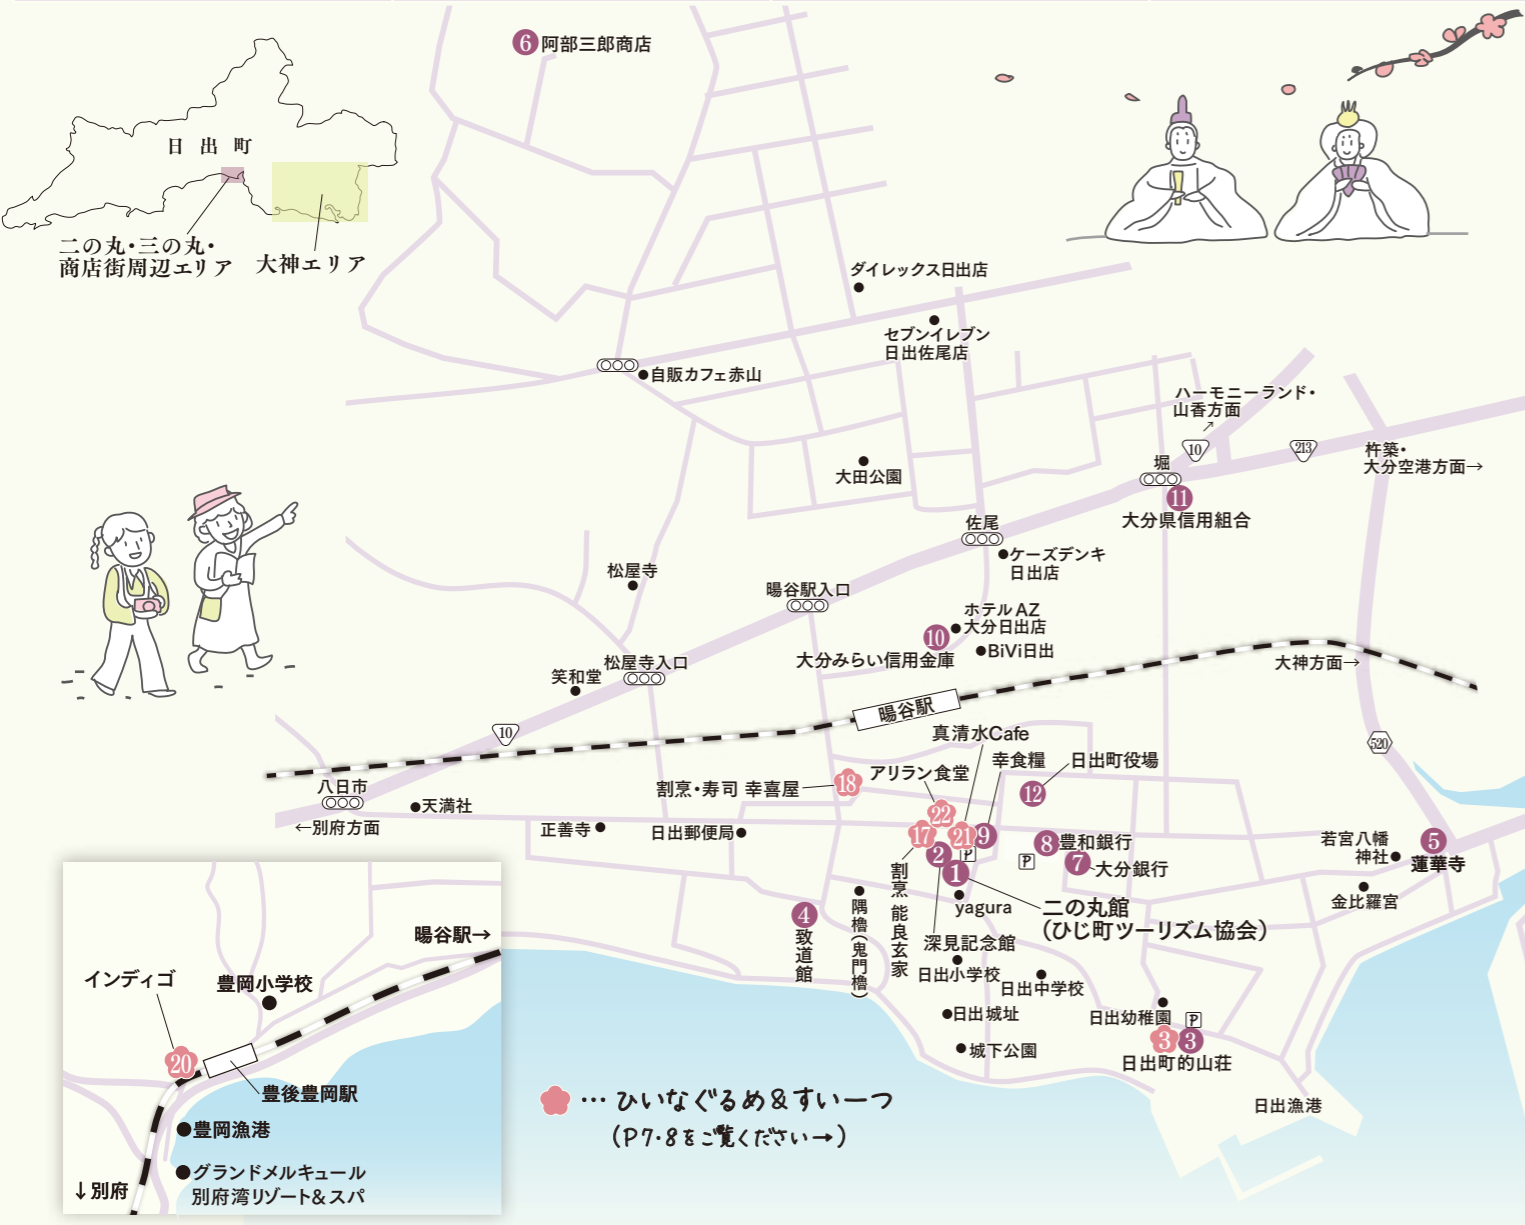 6 阿部三郎商店
日出町
二の丸・三の丸・
商店街周辺エリア
大神エリア
ダイレックス日出店
セブンイレブン
日出佐尾店
自販カフェ赤山
ハーモニーランド・
山香方面
↗
10
213
杵築・
大分空港方面→
堀
11
大分県信用組合
大田公園
佐尾
ケーズデンキ
日出店
松屋寺
暘谷駅入口
ホテルAZ
大分日出店
10
大分みらい信用金庫
BiVi日出
松屋寺入口
笑和堂
大神方面→
暘谷駅
10
520
真清水Cafe
幸食糧
日出町役場
12
アリラン食堂
割烹・寿司 幸喜屋
18
八日市
←別府方面
天満社
正善寺
日出郵便局
22
17
21
9
2
P
1
8 豊和銀行
P
7
大分銀行
若宮八幡
神社
5
蓮華寺
金比羅宮
割烹 能良玄家
隅櫓(鬼門櫓)
4
致道館
yagura
二の丸館
(ひじ町ツーリズム協会)
深見記念館
日出小学校
日出中学校
日出城址
城下公園
日出幼稚園
P
3
3
日出町的山荘
日出漁港
暘谷駅→
インディゴ
豊岡小学校
20
豊後豊岡駅
豊岡漁港
グランドメルキュール
別府湾リゾート&スパ
↓別府
… ひいなぐるめ&すいーつ
(P7・8をご覧ください→)